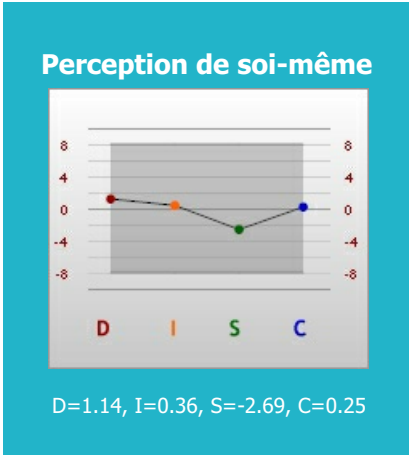 Perception de soi-même
8 8
4 4
0 0
-4 -4
-8 -8
D I S C
D=1.14, I=0.36, S=-2.69, C=0.25